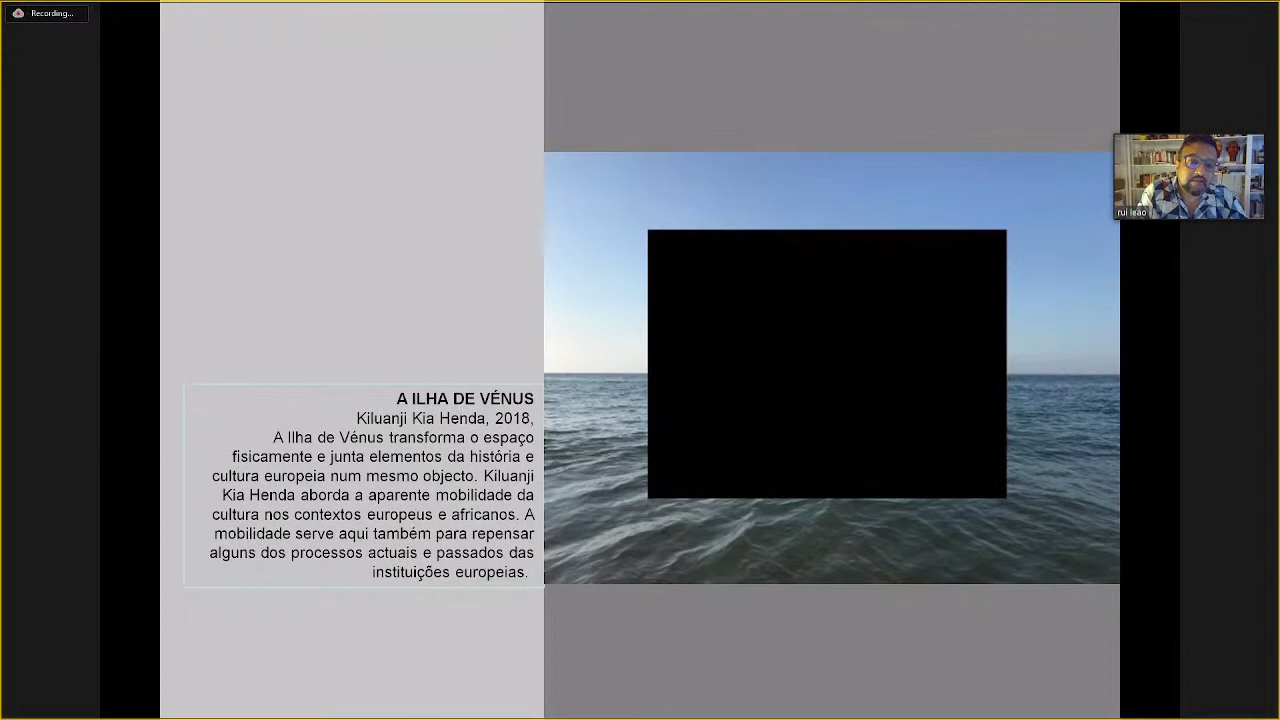 Recording...
A ILHA DE VÉNUS
Kiluanji Kia Henda, 2018,
A Ilha de Vénus transforma o espaço
fisicamente e junta elementos da história e
cultura europeia num mesmo objecto. Kiluanji
Kia Henda aborda a aparente mobilidade da
cultura nos contextos europeus e africanos. A
mobilidade serve aqui também para repensar
alguns dos processos actuais e passados das
instituições europeias.
rui leao